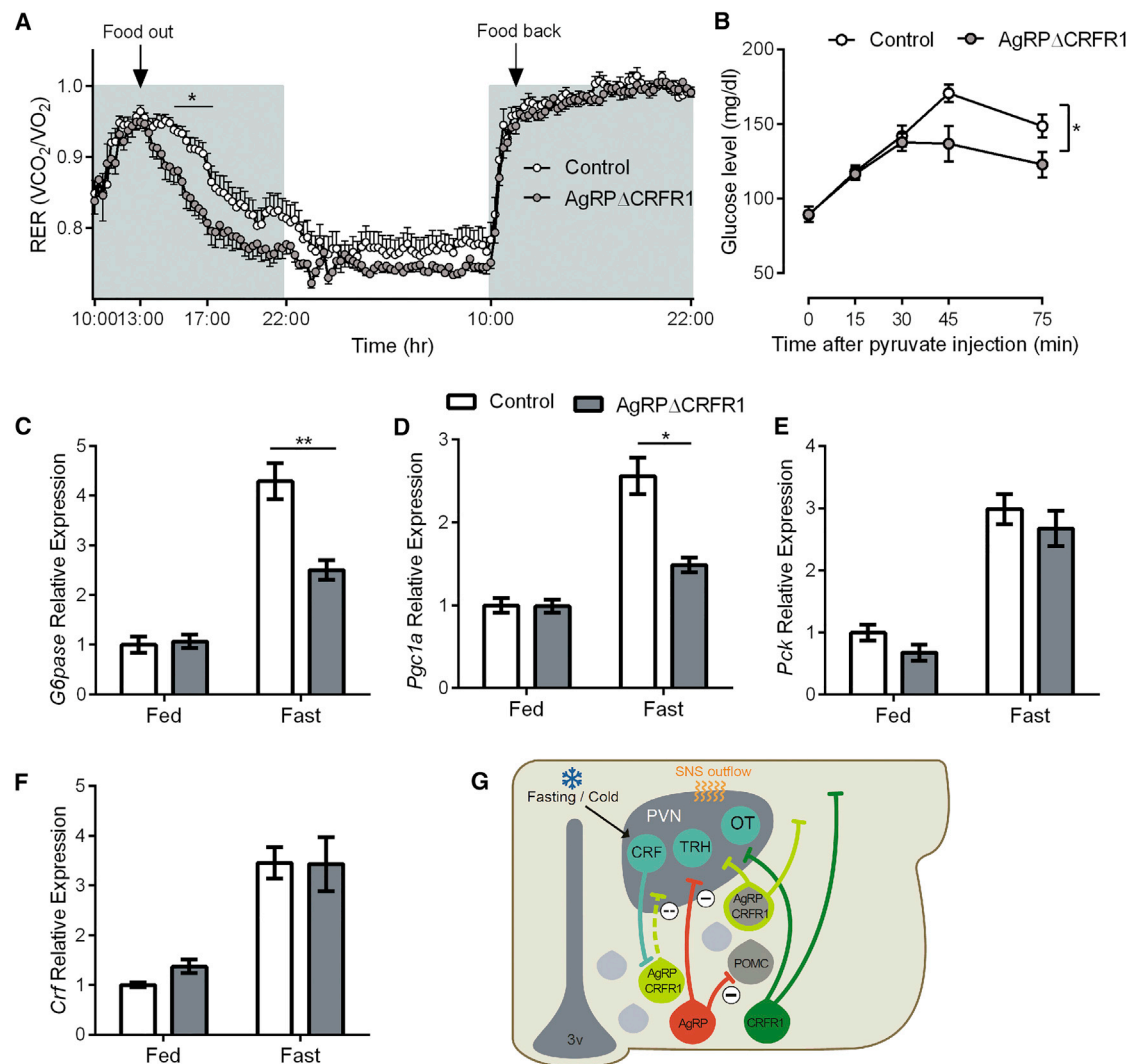 A
Food out
Food back
*
Control
AgRPΔCRFR1
RER (VCO2/VO2)
1.0
0.9
0.8
10:00
13:00
17:00
22:00
10:00
22:00
Time (hr)
B
Control
AgRPΔCRFR1
Glucose level (mg/dl)
200
150
100
50
*
0
15
30
45
75
Time after pyruvate injection (min)
Control
AgRPΔCRFR1
C
G6pase Relative Expression
5
4
3
2
1
0
**
Fed
Fast
D
Pgc1a Relative Expression
3
2
1
0
*
Fed
Fast
E
Pck Relative Expression
4
3
2
1
0
Fed
Fast
F
Crf Relative Expression
5
4
3
2
1
0
Fed
Fast
G
SNS outflow
Fasting / Cold
PVN
CRF
TRH
OT
--
−
AgRP
CRFR1
AgRP
CRFR1
POMC
−
AgRP
CRFR1
3v